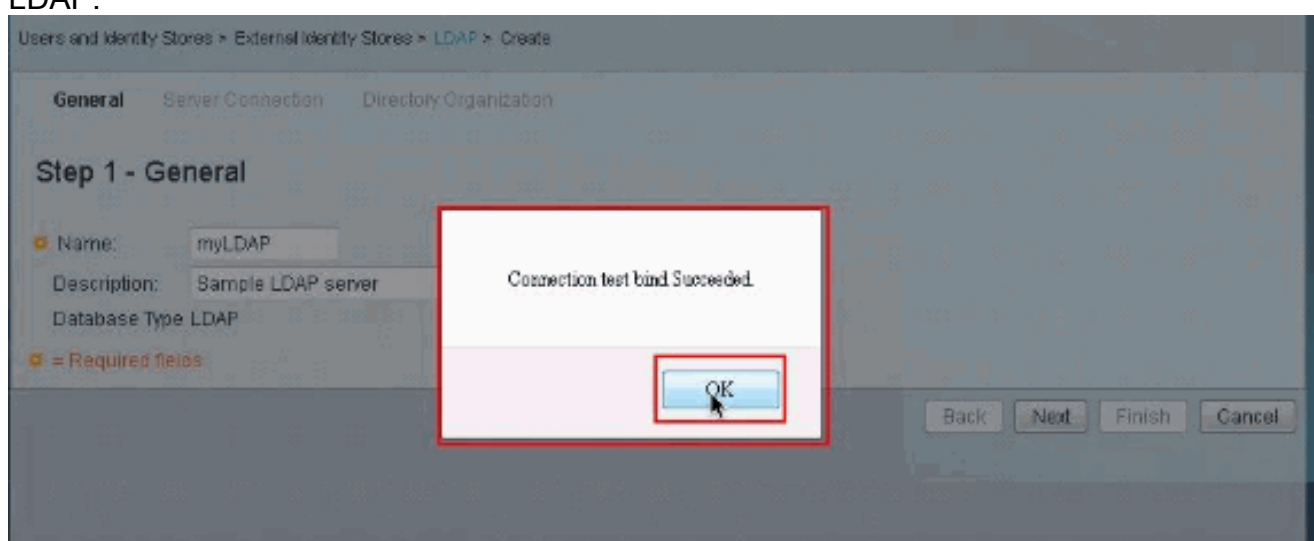 LDAP.
Users and Identity Stores > External Identity Stores > LDAP > Create
General Server Connection Directory Organization
Step 1 - General
Name: myLDAP
Description: Sample LDAP server
Database Type LDAP
= Required fields
Connection test bind Succeeded.
OK
Back Next Finish Cancel